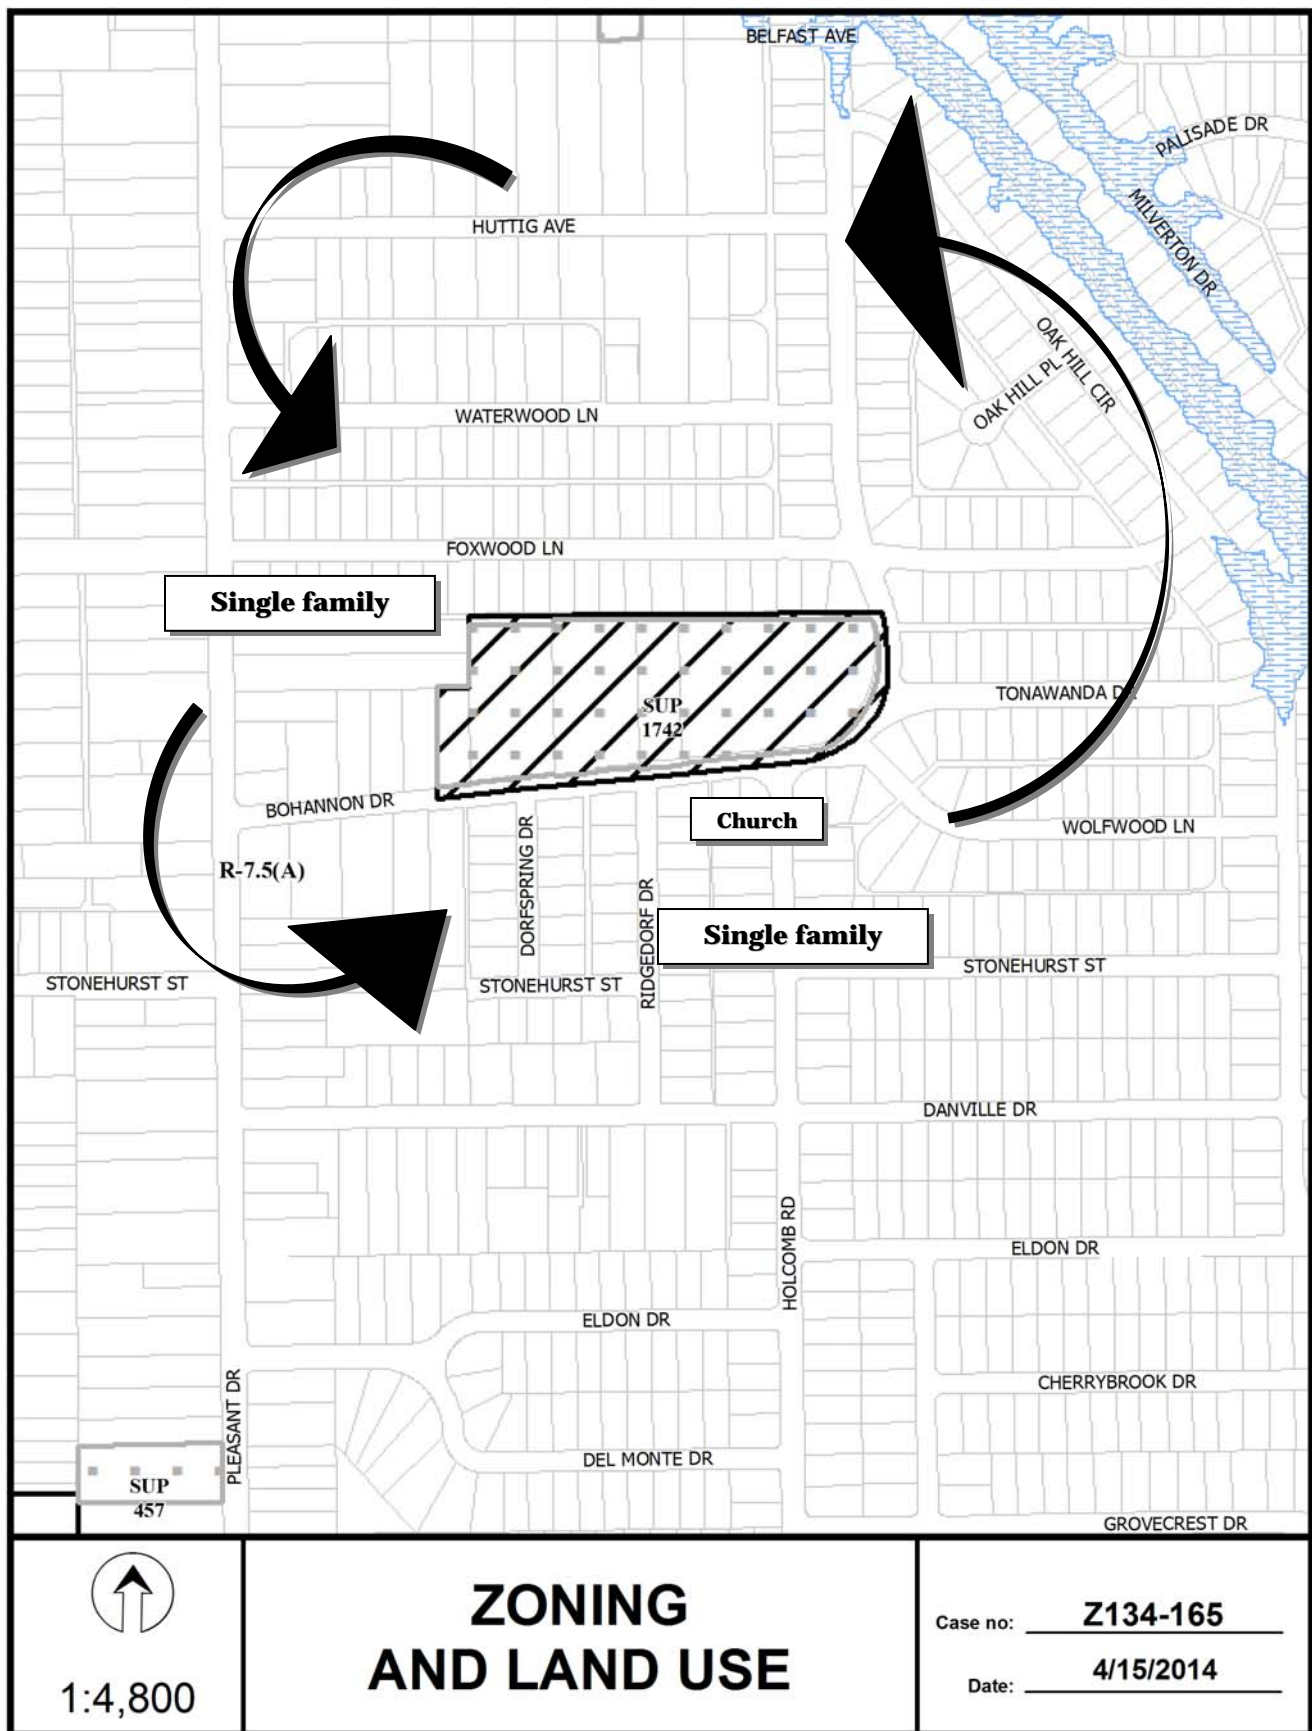 BELFAST AVE
PALISADE DR
MILVERTON DR
HUTTIG AVE
OAK HILL CIR
OAK HILL PL
WATERWOOD LN
FOXWOOD LN
Single family
SUP
1742
TONAWANDA DR
BOHANNON DR
Church
WOLFWOOD LN
R-7.5(A)
DORFSPRING DR
RIDGEDORF DR
Single family
STONEHURST ST
STONEHURST ST
STONEHURST ST
DANVILLE DR
HOLCOMB RD
ELDON DR
ELDON DR
PLEASANT DR
CHERRYBROOK DR
DEL MONTE DR
SUP
457
GROVECREST DR
1:4,800
ZONING
AND LAND USE
Case no: Z134-165
Date: 4/15/2014